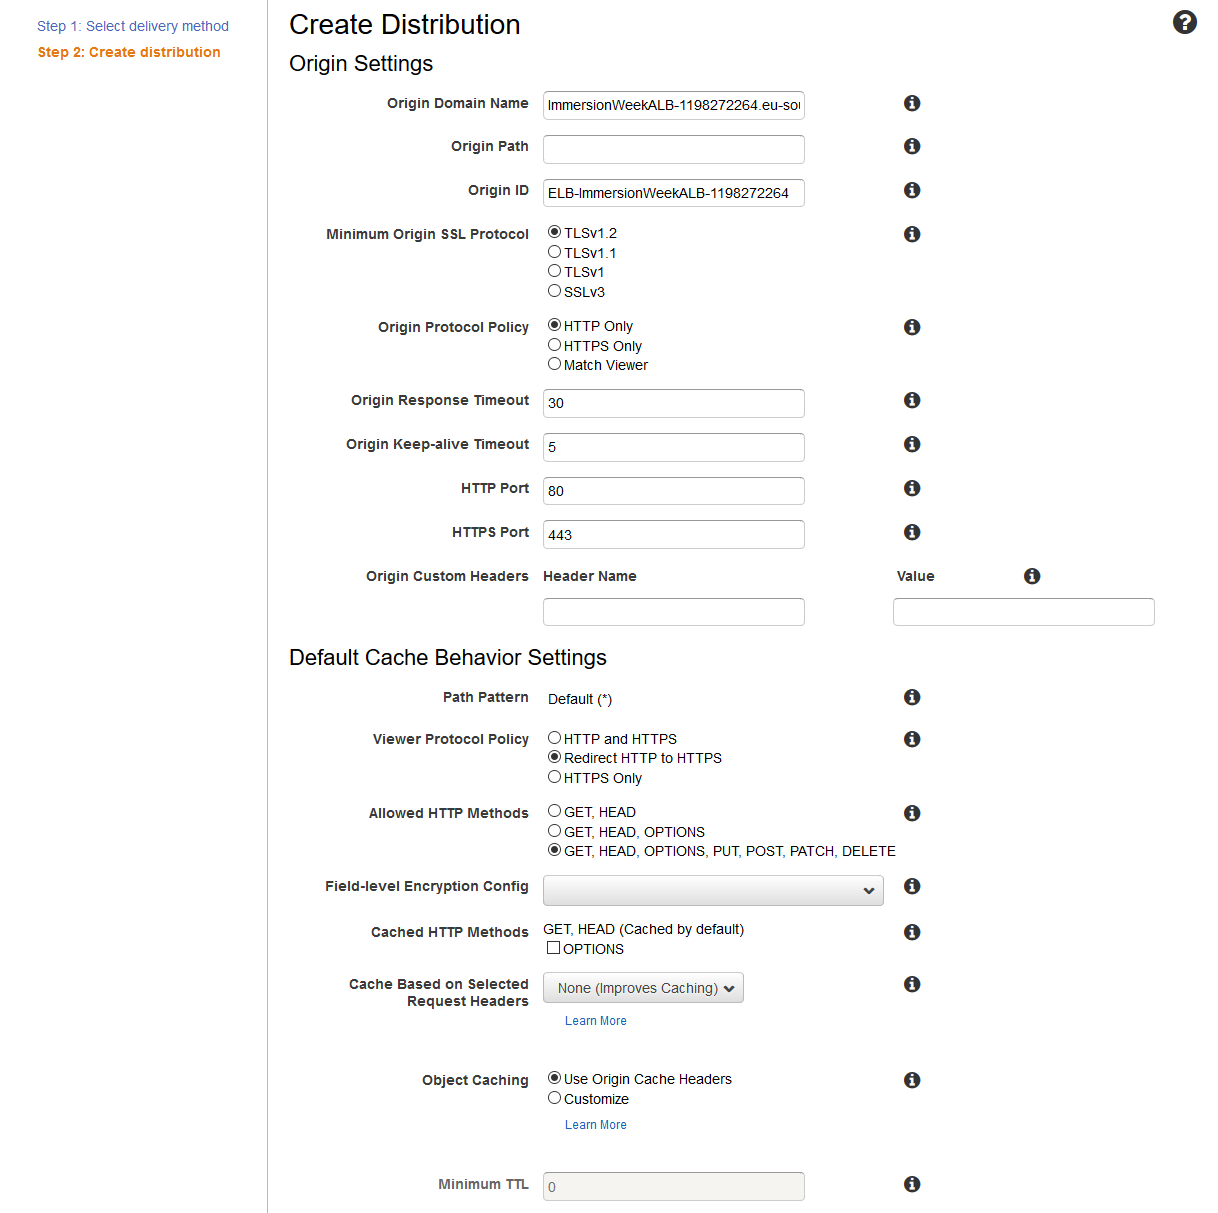 Step 1: Select delivery method
Step 2: Create distribution
Create Distribution
Origin Settings
Origin Domain Name ImmersionWeekALB-1198272264.eu-sou
Origin Path
Origin ID ELB-ImmersionWeekALB-1198272264
Minimum Origin SSL Protocol TLSv1.2
TLSv1.1
TLSv1
SSLv3
Origin Protocol Policy HTTP Only
HTTPS Only
Match Viewer
Origin Response Timeout 30
Origin Keep-alive Timeout 5
HTTP Port 80
HTTPS Port 443
Origin Custom Headers Header Name Value
Default Cache Behavior Settings
Path Pattern Default (*)
Viewer Protocol Policy HTTP and HTTPS
Redirect HTTP to HTTPS
HTTPS Only
Allowed HTTP Methods GET, HEAD
GET, HEAD, OPTIONS
GET, HEAD, OPTIONS, PUT, POST, PATCH, DELETE
Field-level Encryption Config
Cached HTTP Methods GET, HEAD (Cached by default)
OPTIONS
Cache Based on Selected
Request Headers None (Improves Caching)
Learn More
Object Caching Use Origin Cache Headers
Customize
Learn More
Minimum TTL 0